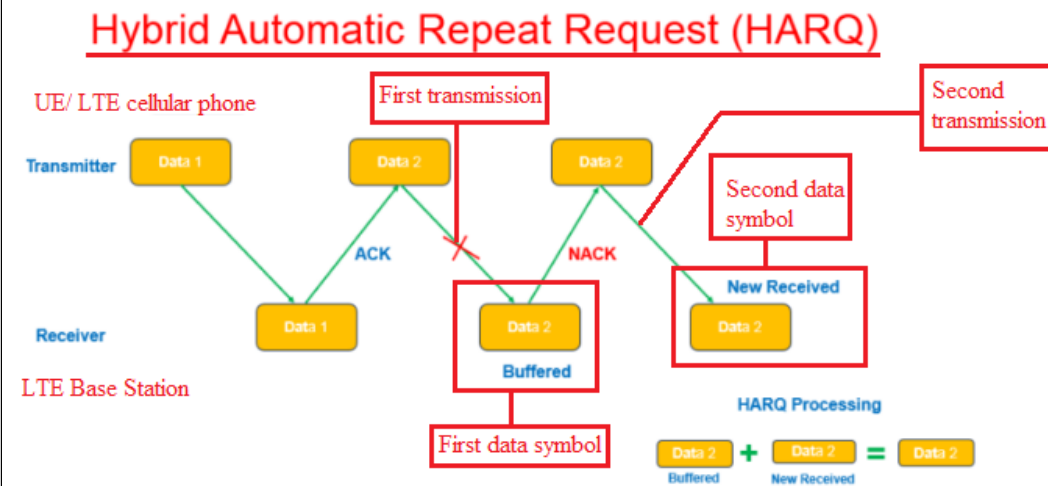 Hybrid Automatic Repeat Request (HARQ)
UE/ LTE cellular phone
First transmission
Second
transmission
Transmitter
Data 1
Data 2
Data 2
Second data
symbol
ACK
NACK
New Received
Receiver
Data 1
Data 2
Data 2
Buffered
LTE Base Station
First data symbol
HARQ Processing
Data 2 + Data 2 = Data 2
Buffered
New Received